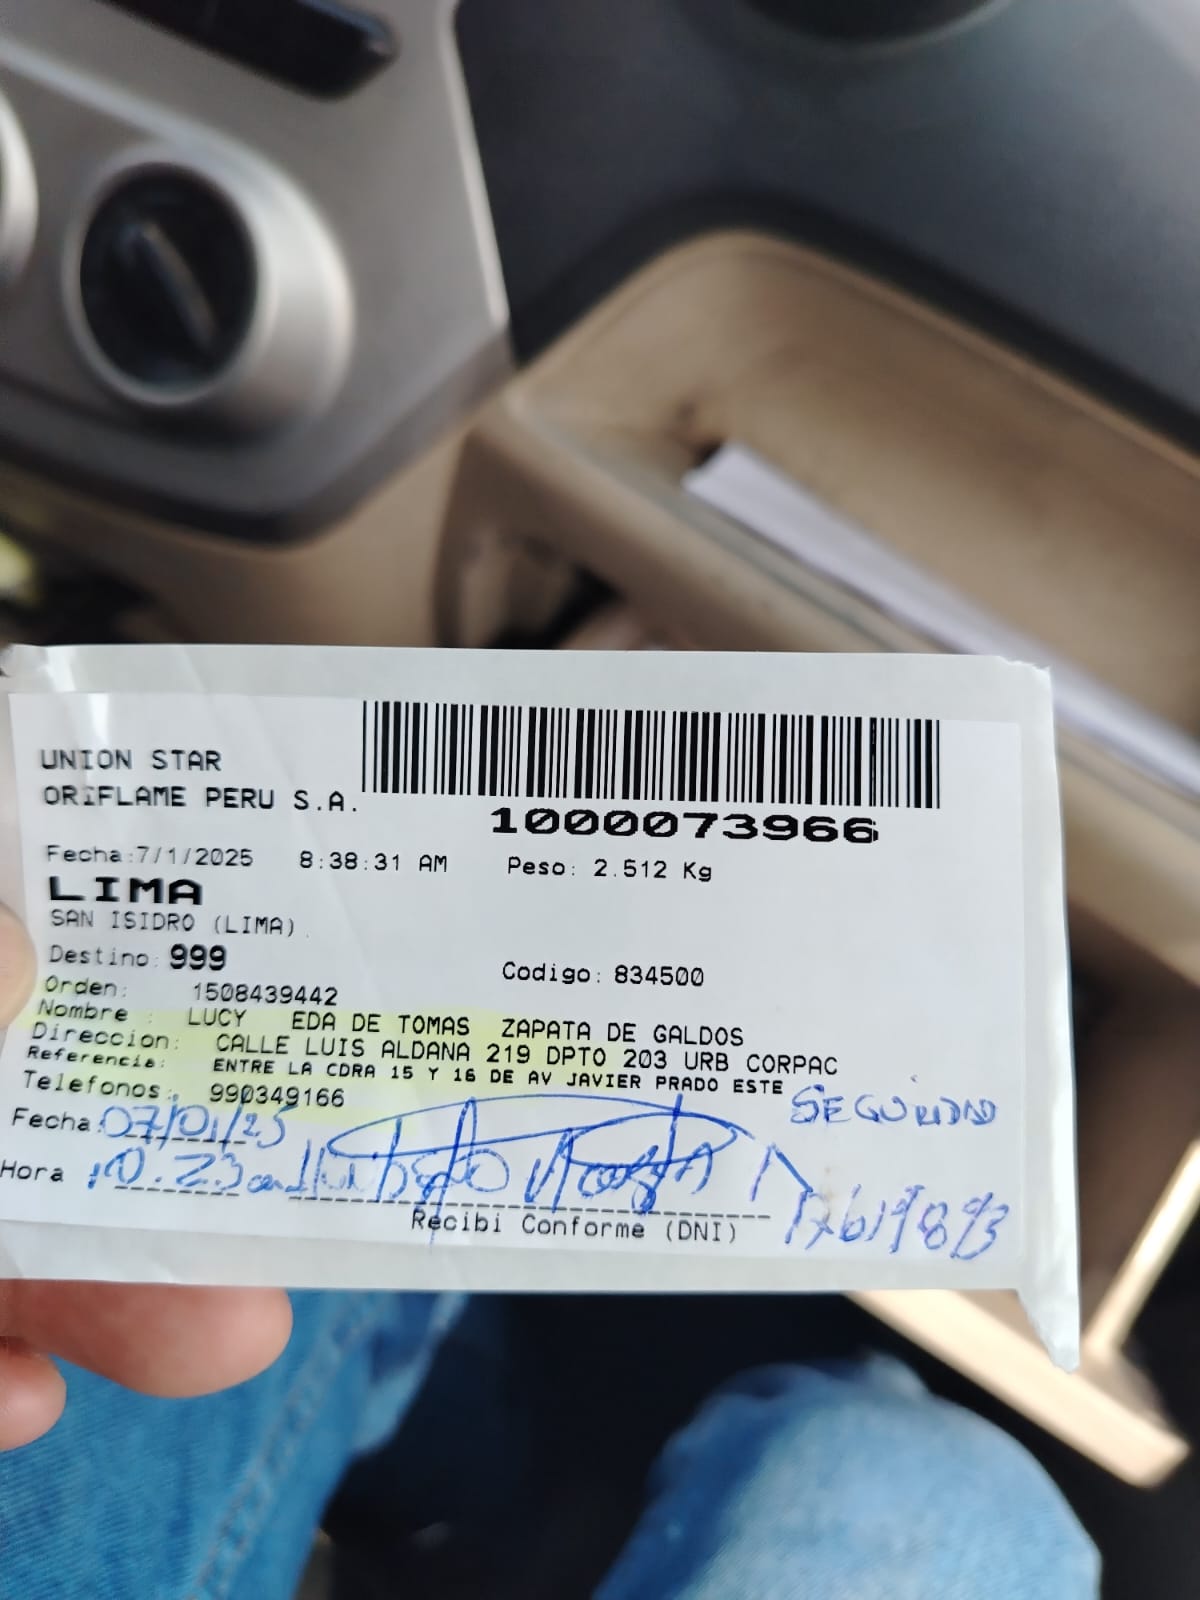 UNION STAR
ORIFLAME PERU S.A.
1000073966
Fecha:7/1/2025 8:38:31 AM Peso: 2.512 Kg
LIMA
SAN ISIDRO (LIMA)
Destino: 999 Codigo: 834500
Orden: 1508439442
Nombre : LUCY EDA DE TOMAS ZAPATA DE GALDOS
Direccion: CALLE LUIS ALDANA 219 DPTO 203 URB CORPAC
Referencia: ENTRE LA CDRA 15 Y 16 DE AV JAVIER PRADO ESTE
Telefonos: 990349166
SEGURIDAD
Fecha: 07/01/25
Hora 10:23am
Recibi Conforme (DNI)